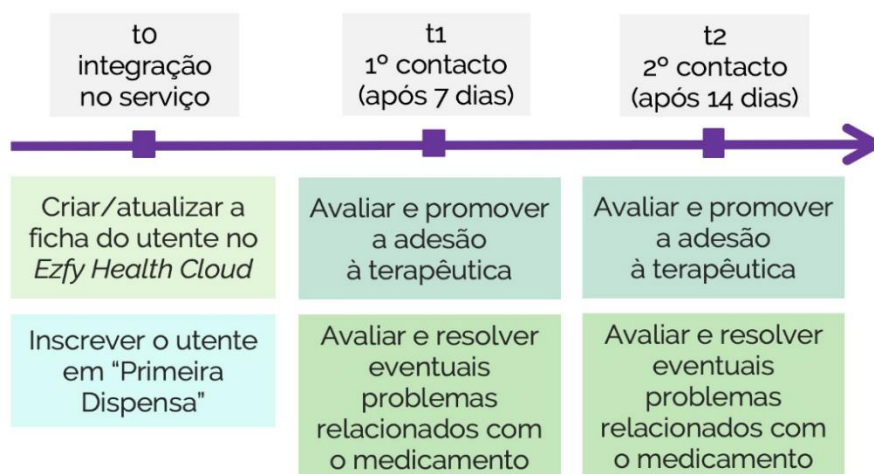 t0
integração
no serviço
t1
1º contacto
(após 7 dias)
t2
2º contacto
(após 14 dias)
Criar/atualizar a
ficha do utente no
Ezfy Health Cloud
Avaliar e promover
a adesão
à terapêutica
Avaliar e promover
a adesão
à terapêutica
Inscrever o utente
em “Primeira
Dispensa”
Avaliar e resolver
eventuais
problemas
relacionados com
o medicamento
Avaliar e resolver
eventuais
problemas
relacionados com
o medicamento